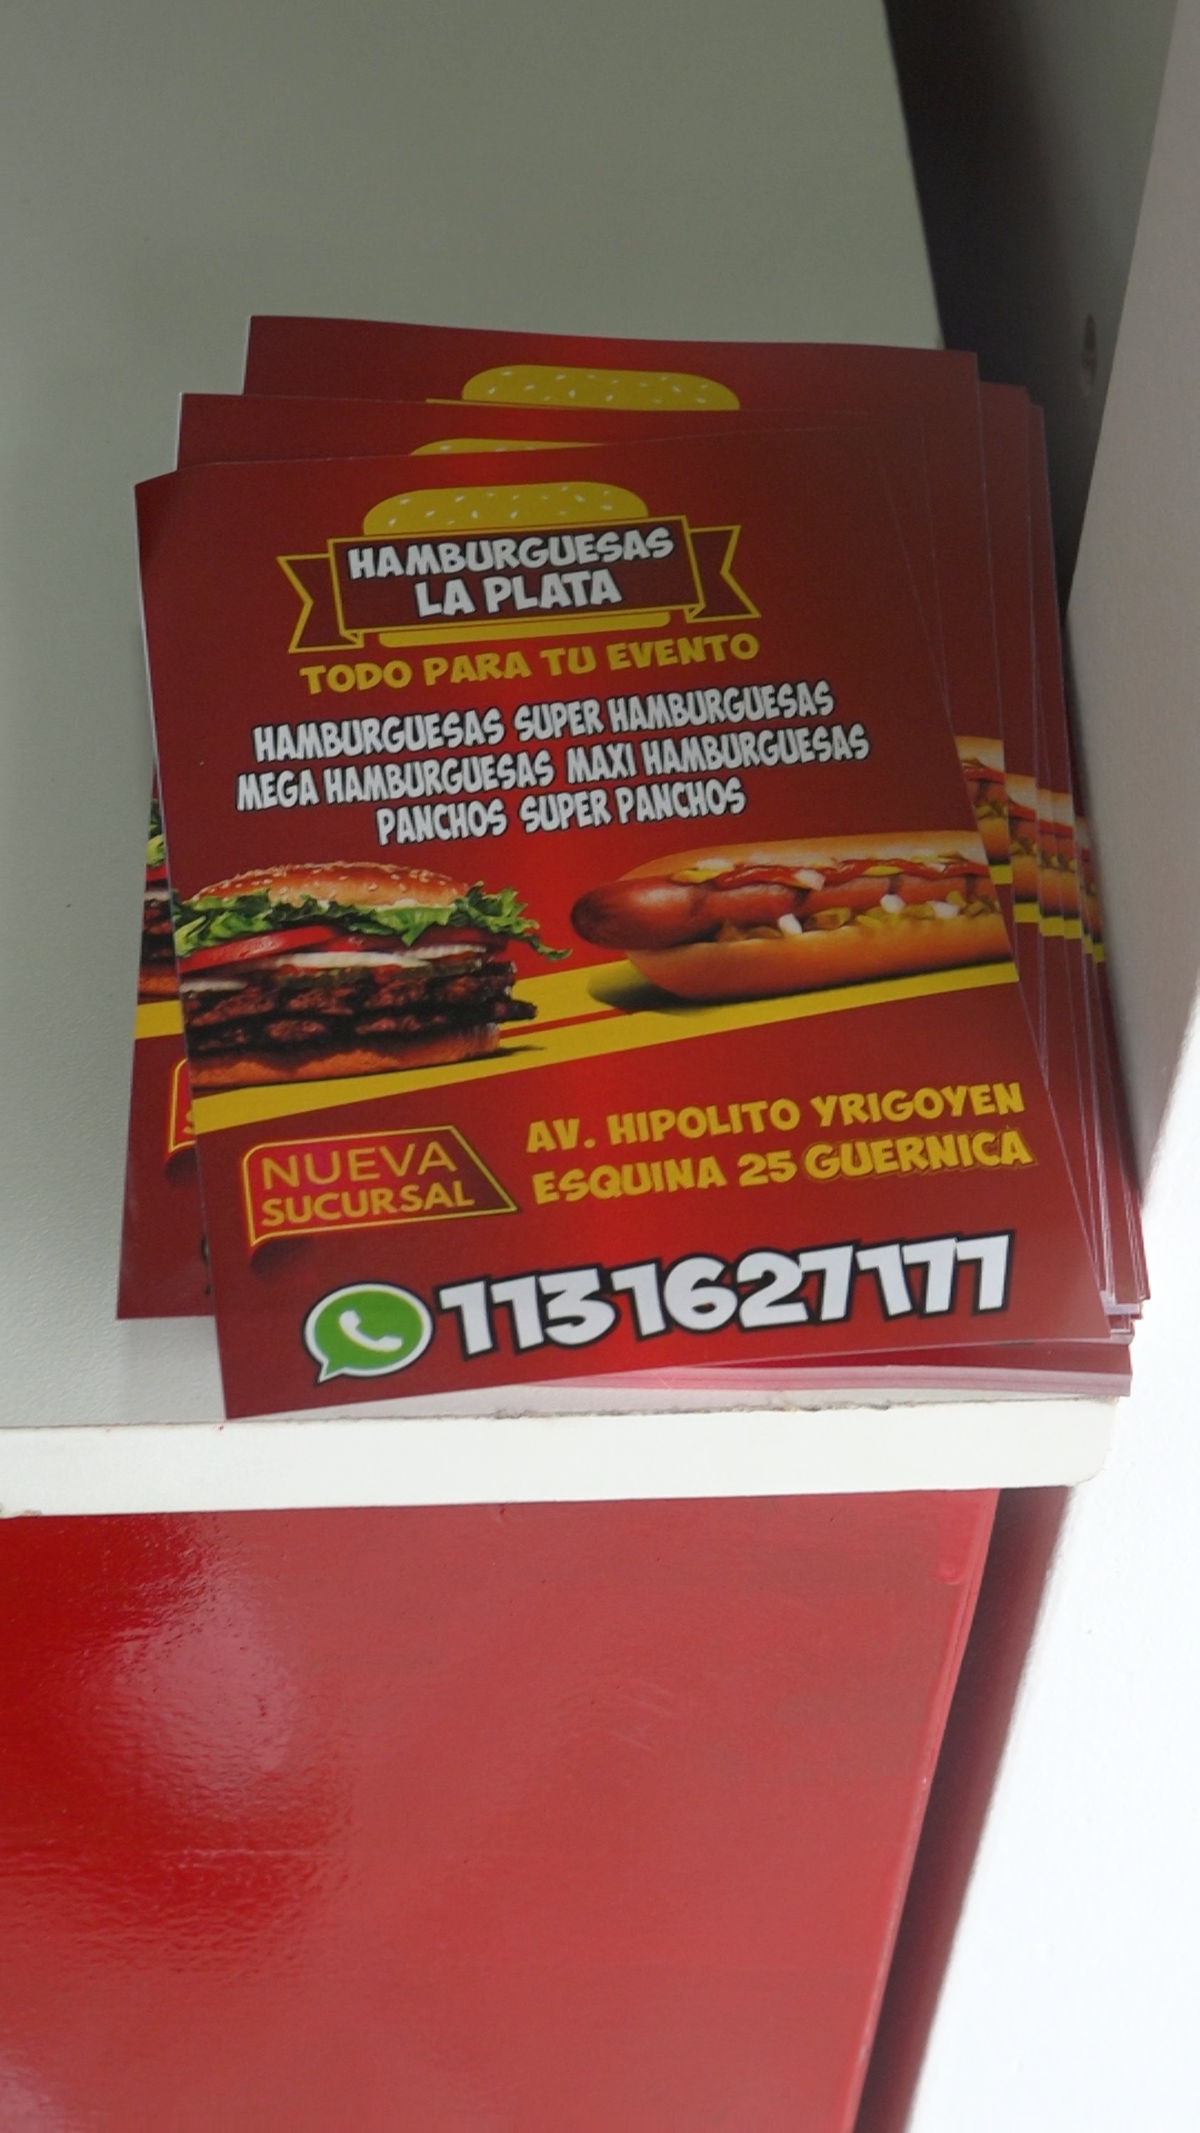 HAMBURGUESAS
LA PLATA
TODO PARA TU EVENTO
HAMBURGUESAS SUPER HAMBURGUESAS
MEGA HAMBURGUESAS MAXI HAMBURGUESAS
PANCHOS SUPER PANCHOS
NUEVA
SUCURSAL
AV. HIPOLITO YRIGOYEN
ESQUINA 25 GUERNICA
1131627177